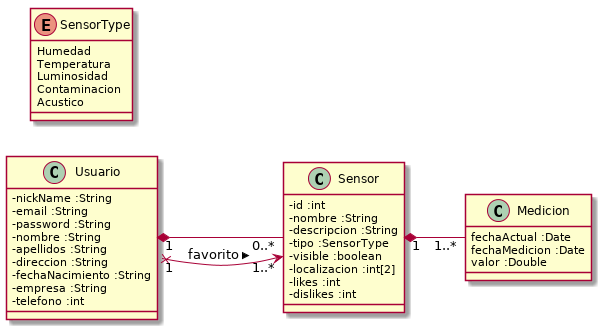 E SensorType
Humedad
Temperatura
Luminosidad
Contaminacion
Acustico
C Usuario
-nickName :String
-email :String
-password :String
-nombre :String
-apellidos :String
-direccion :String
-fechaNacimiento :String
-empresa :String
-telefono :int
1 0..*
favorito
1 1..*
C Sensor
-id :int
-nombre :String
-descripcion :String
-tipo :SensorType
-visible :boolean
-localizacion :int[2]
-likes :int
-dislikes :int
1 1..*
C Medicion
fechaActual :Date
fechaMedicion :Date
valor :Double